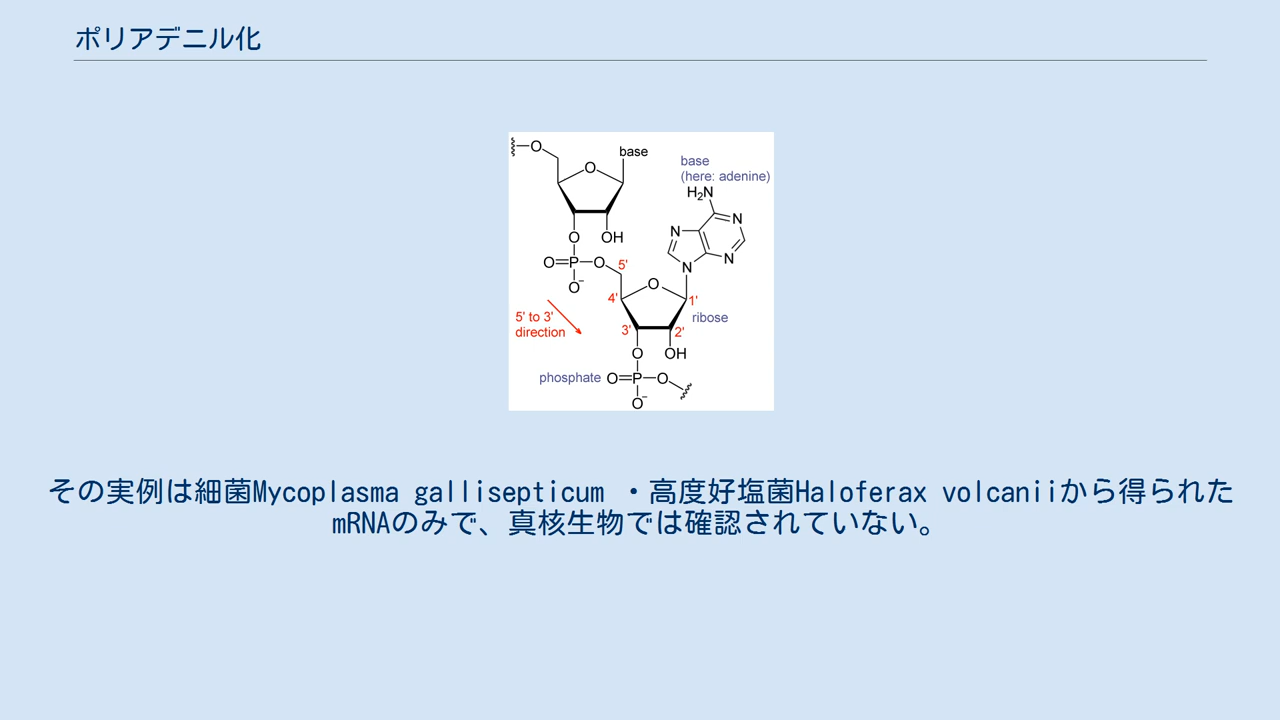 ポリアデニル化
O
base
O
base
(here: adenine)
H₂N
N
N
N
N
O
OH
O=P–O
5'
O⁻
O
4'
1'
5' to 3'
direction
ribose
3'
2'
O
OH
phosphate
O=P–O
O⁻
その実例は細菌Mycoplasma gallisepticum ・高度好塩菌Haloferax volcaniiから得られた
mRNAのみで、真核生物では確認されていない。